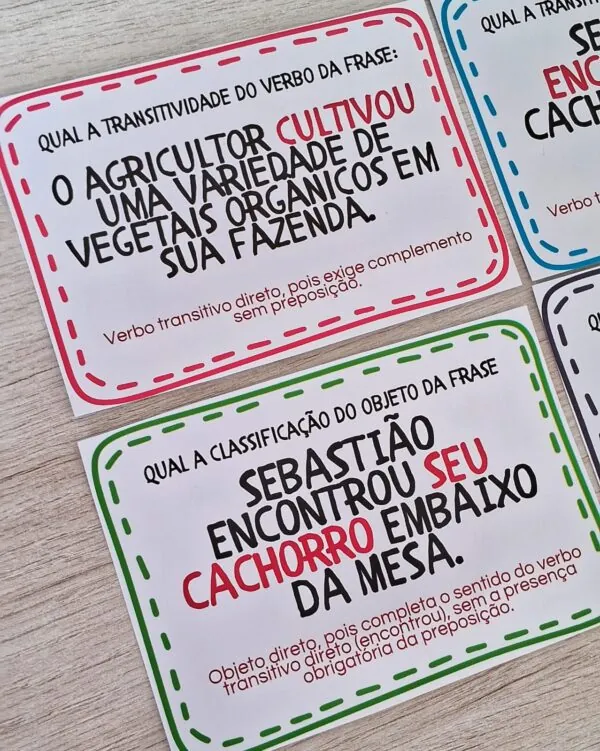 QUAL A TRANSITIVIDADE DO VERBO DA FRASE:
O AGRICULTOR CULTIVOU
UMA VARIEDADE DE
VEGETAIS ORGÂNICOS EM
SUA FAZENDA.
Verbo transitivo direto, pois exige complemento
sem preposição.
QUAL A
SE
ENC
CACH
Verbo t
QUAL A CLASSIFICAÇÃO DO OBJETO DA FRASE
SEBASTIÃO
ENCONTROU SEU
CACHORRO EMBAIXO
DA MESA.
Objeto direto, pois completa o sentido do verbo
transitivo direto (encontrou), sem a presença
obrigatória da preposição.